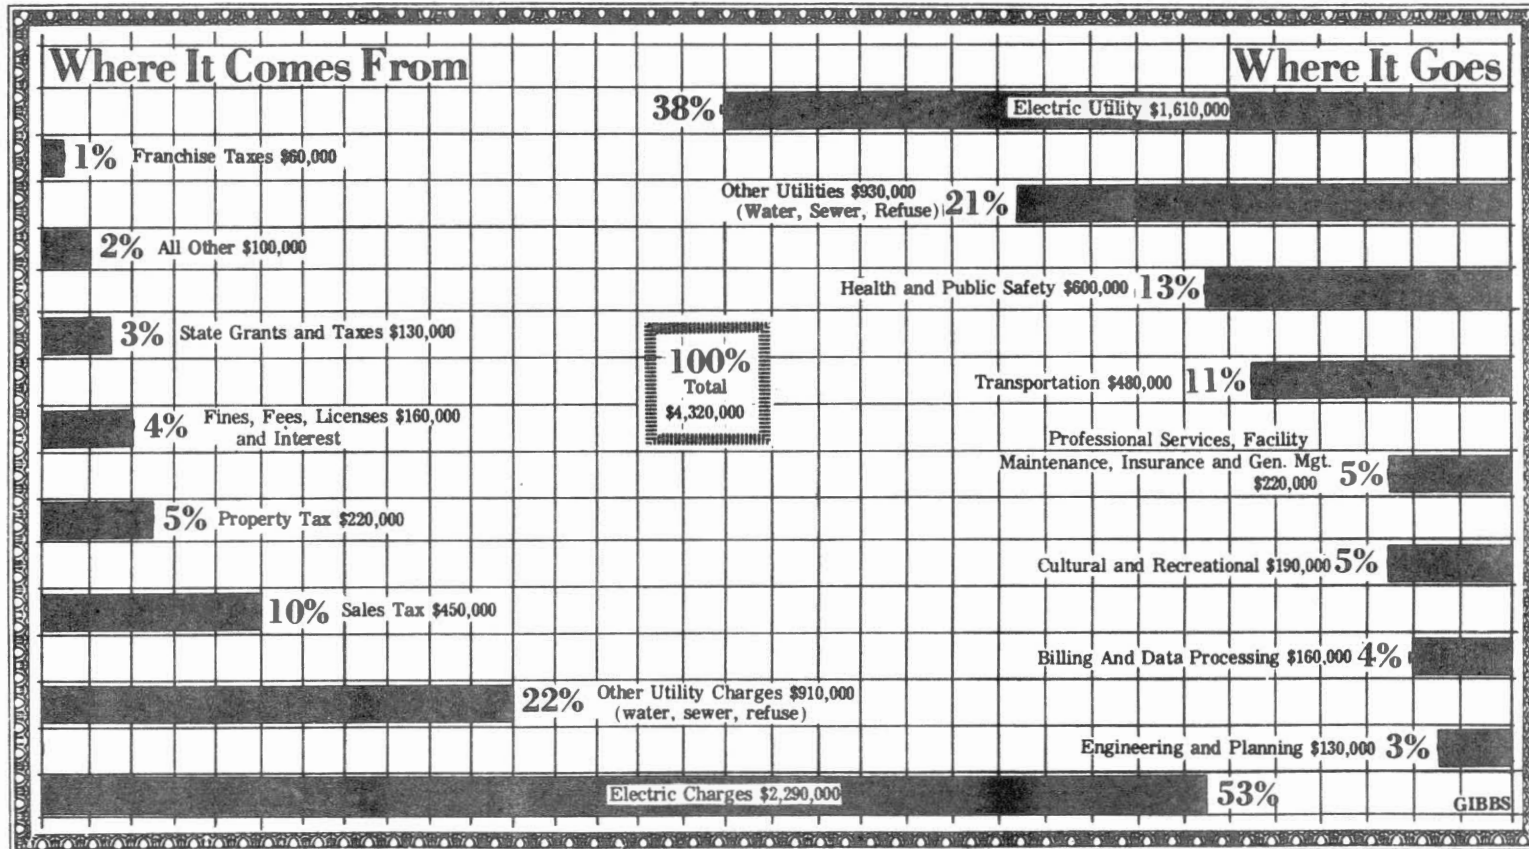 Where It Comes From
1% Franchise Taxes $60,000
2% All Other $100,000
3% State Grants and Taxes $130,000
4% Fines, Fees, Licenses $160,000
and Interest
5% Property Tax $220,000
10% Sales Tax $450,000
22% Other Utility Charges $910,000
(water, sewer, refuse)
Electric Charges $2,290,000 53%
100%
Total
$4,320,000
Where It Goes
38% Electric Utility $1,610,000
Other Utilities $930,000
(Water, Sewer, Refuse) 21%
Health and Public Safety $600,000 13%
Transportation $480,000 11%
Professional Services, Facility
Maintenance, Insurance and Gen. Mgt.
$220,000 5%
Cultural and Recreational $190,000 5%
Billing And Data Processing $160,000 4%
Engineering and Planning $130,000 3%
GIBBS